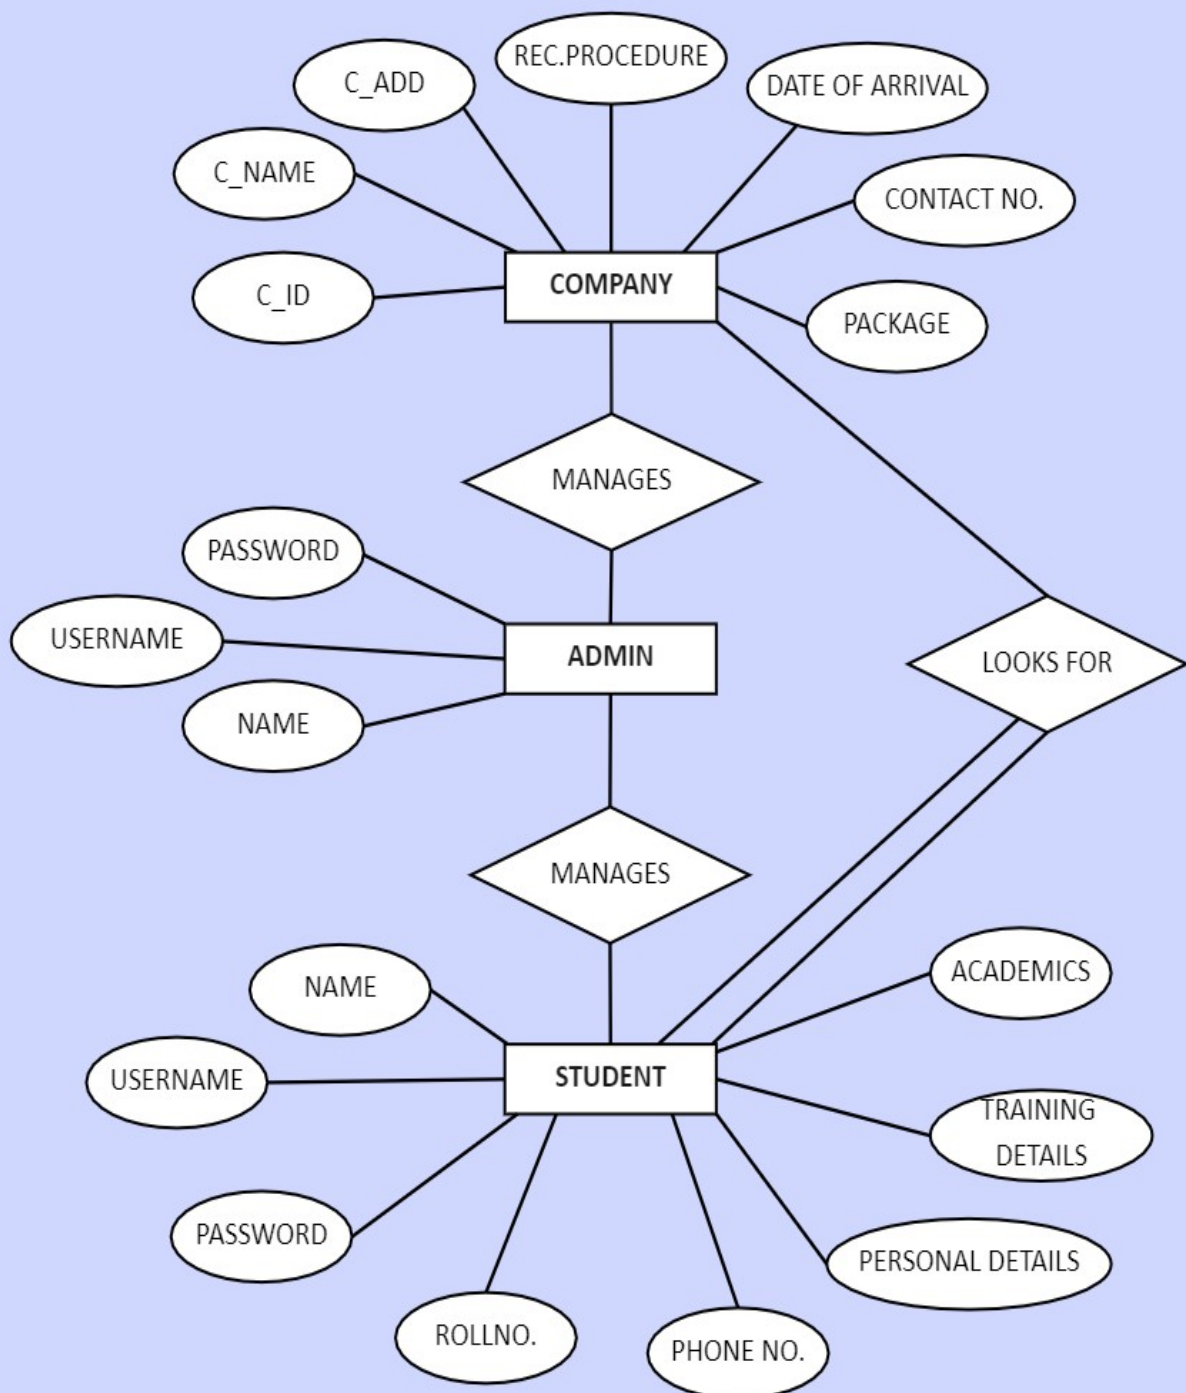 REC.PROCEDURE
C_ADD
DATE OF ARRIVAL
C_NAME
CONTACT NO.
COMPANY
C_ID
PACKAGE
MANAGES
PASSWORD
USERNAME
ADMIN
LOOKS FOR
NAME
MANAGES
ACADEMICS
NAME
USERNAME
STUDENT
TRAINING
DETAILS
PASSWORD
PERSONAL DETAILS
ROLLNO.
PHONE NO.